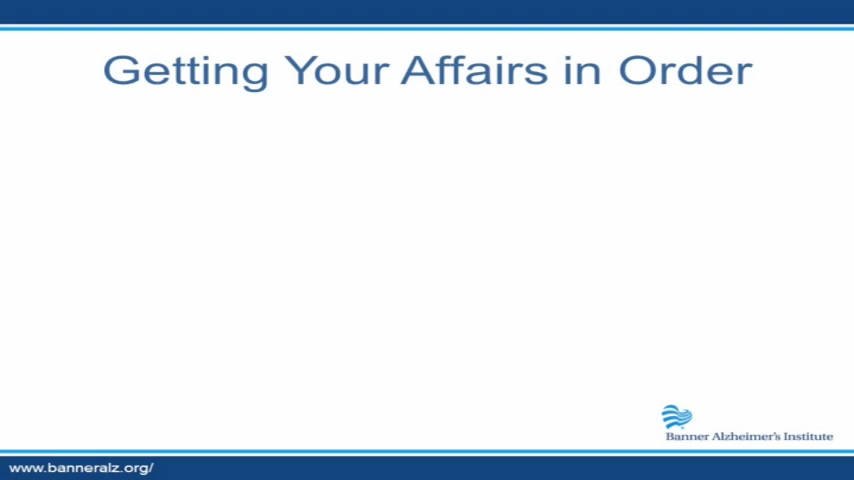 Getting Your Affairs in Order
Banner Alzheimer's Institute
www.banneralz.org/